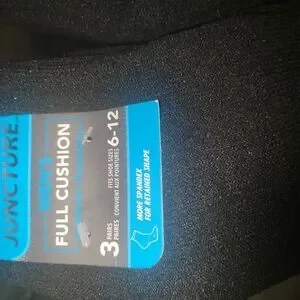 JUNCTURE
FULL CUSHION
3 PAIRS
PAIRES
FITS SHOE SIZES
CONVIENT AUX POINTURES
6-12
MORE SPANDEX
FOR RETAINED SHAPE